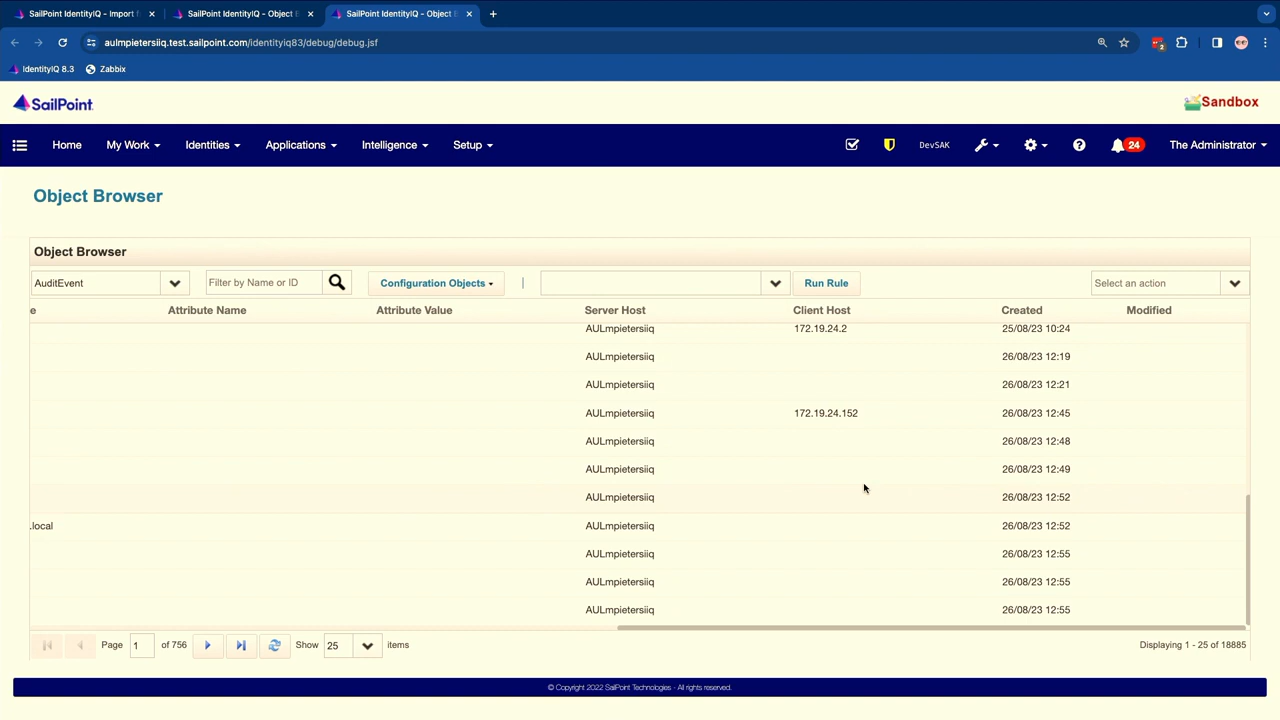 SailPoint IdentityIQ - Import f
SailPoint IdentityIQ - Object B
SailPoint IdentityIQ - Object B
aulmpietersiiq.test.sailpoint.com/identityiq83/debug/debug.jsf
2
IdentityIQ 8.3
Zabbix
SailPoint
Sandbox
Home
My Work
Identities
Applications
Intelligence
Setup
DevSAK
24
The Administrator
Object Browser
Object Browser
AuditEvent
Filter by Name or ID
Configuration Objects
Run Rule
Select an action
e Attribute Name Attribute Value Server Host Client Host Created Modified
AULmpietersiiq 172.19.24.2 25/08/23 10:24
AULmpietersiiq 26/08/23 12:19
AULmpietersiiq 26/08/23 12:21
AULmpietersiiq 172.19.24.152 26/08/23 12:45
AULmpietersiiq 26/08/23 12:48
AULmpietersiiq 26/08/23 12:49
AULmpietersiiq 26/08/23 12:52
.local AULmpietersiiq 26/08/23 12:52
AULmpietersiiq 26/08/23 12:55
AULmpietersiiq 26/08/23 12:55
AULmpietersiiq 26/08/23 12:55
Page 1 of 756 Show 25 items Displaying 1 - 25 of 18885
© Copyright 2022 SailPoint Technologies - All rights reserved.